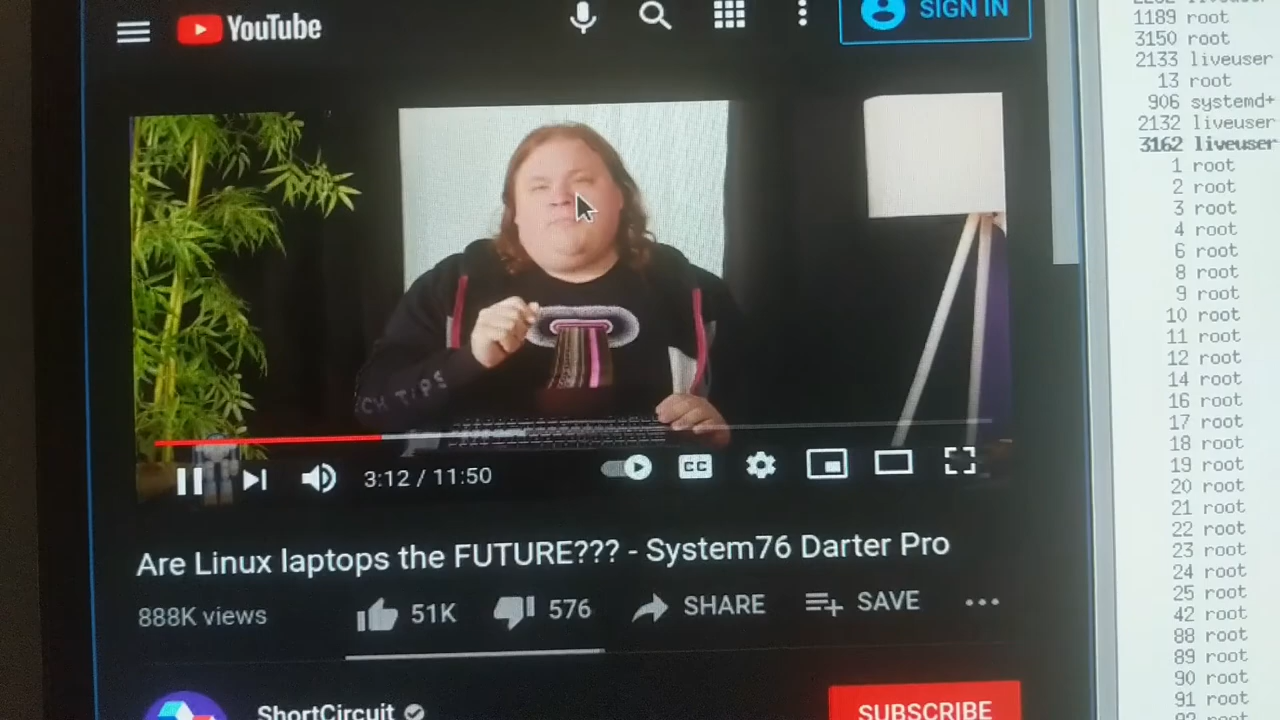 YouTube
SIGN IN
CH TIPS
CC
3:12 / 11:50
Are Linux laptops the FUTURE??? - System76 Darter Pro
888K views
51K
576
SHARE
SAVE
ShortCircuit
SUBSCRIBE
1189 root
3150 root
2133 liveuser
13 root
906 systemd+
2132 liveuser
3162 liveuser
1 root
2 root
3 root
4 root
6 root
8 root
9 root
10 root
11 root
12 root
14 root
16 root
17 root
18 root
19 root
20 root
21 root
22 root
23 root
24 root
25 root
42 root
88 root
89 root
90 root
91 root